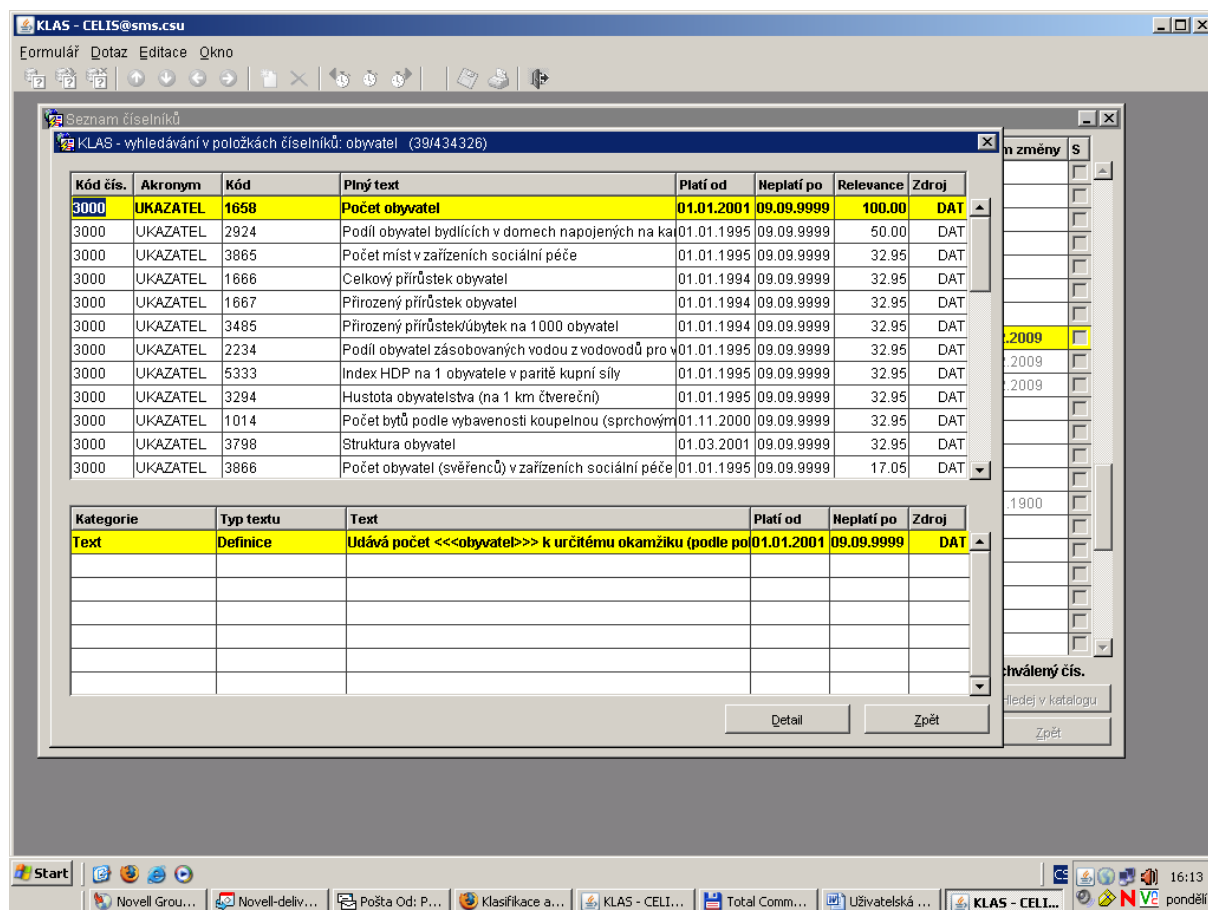 KLAS - CELIS@sms.csu
Formulář Dotaz Editace Okno
Seznam číselníků
KLAS - vyhledávání v položkách číselníků: obyvatel (39/434326)
m změny S
Kód čís. Akronym Kód Plný text Platí od Neplatí po Relevance Zdroj
3000 UKAZATEL 1658 Počet obyvatel 01.01.2001 09.09.9999 100.00 DAT
3000 UKAZATEL 2924 Podíl obyvatel bydlících v domech napojených na 01.01.1995 09.09.9999 50.00 DAT
3000 UKAZATEL 3865 Počet míst v zařízeních sociální péče 01.01.1995 09.09.9999 32.95 DAT
3000 UKAZATEL 1666 Celkový přírůstek obyvatel 01.01.1994 09.09.9999 32.95 DAT
3000 UKAZATEL 1667 Přirozený přírůstek obyvatel 01.01.1994 09.09.9999 32.95 DAT
3000 UKAZATEL 3485 Přirozený přírůstek/úbytek na 1000 obyvatel 01.01.1994 09.09.9999 32.95 DAT
.2009
3000 UKAZATEL 2234 Podíl obyvatel zásobovaných vodou z vodovodů pro v 01.01.1995 09.09.9999 32.95 DAT
.2009
3000 UKAZATEL 5333 Index HDP na 1 obyvatele v paritě kupní síly 01.01.1995 09.09.9999 32.95 DAT
.2009
3000 UKAZATEL 3294 Hustota obyvatelstva (na 1 km čtvereční) 01.01.1995 09.09.9999 32.95 DAT
3000 UKAZATEL 1014 Počet bytů podle vybavenosti koupelnou (sprchovým 01.11.2000 09.09.9999 32.95 DAT
3000 UKAZATEL 3798 Struktura obyvatel 01.03.2001 09.09.9999 32.95 DAT
3000 UKAZATEL 3866 Počet obyvatel (svěřenců) v zařízeních sociální péče 01.01.1995 09.09.9999 17.05 DAT
.1900
Kategorie Typ textu Text Platí od Neplatí po Zdroj
Text Definice Udává počet <<<obyvatel>>> k určitému okamžiku (podle po 01.01.2001 09.09.9999 DAT
chválený čís.
Hledej v katalogu
Detail Zpět
Zpět
Start
CS
16:13
Novell Grou... Novell-deliv... Pošta Od: P... Klasifikace a... KLAS - CELI... Total Comm... Uživatelská ... KLAS - CELI... pondělí